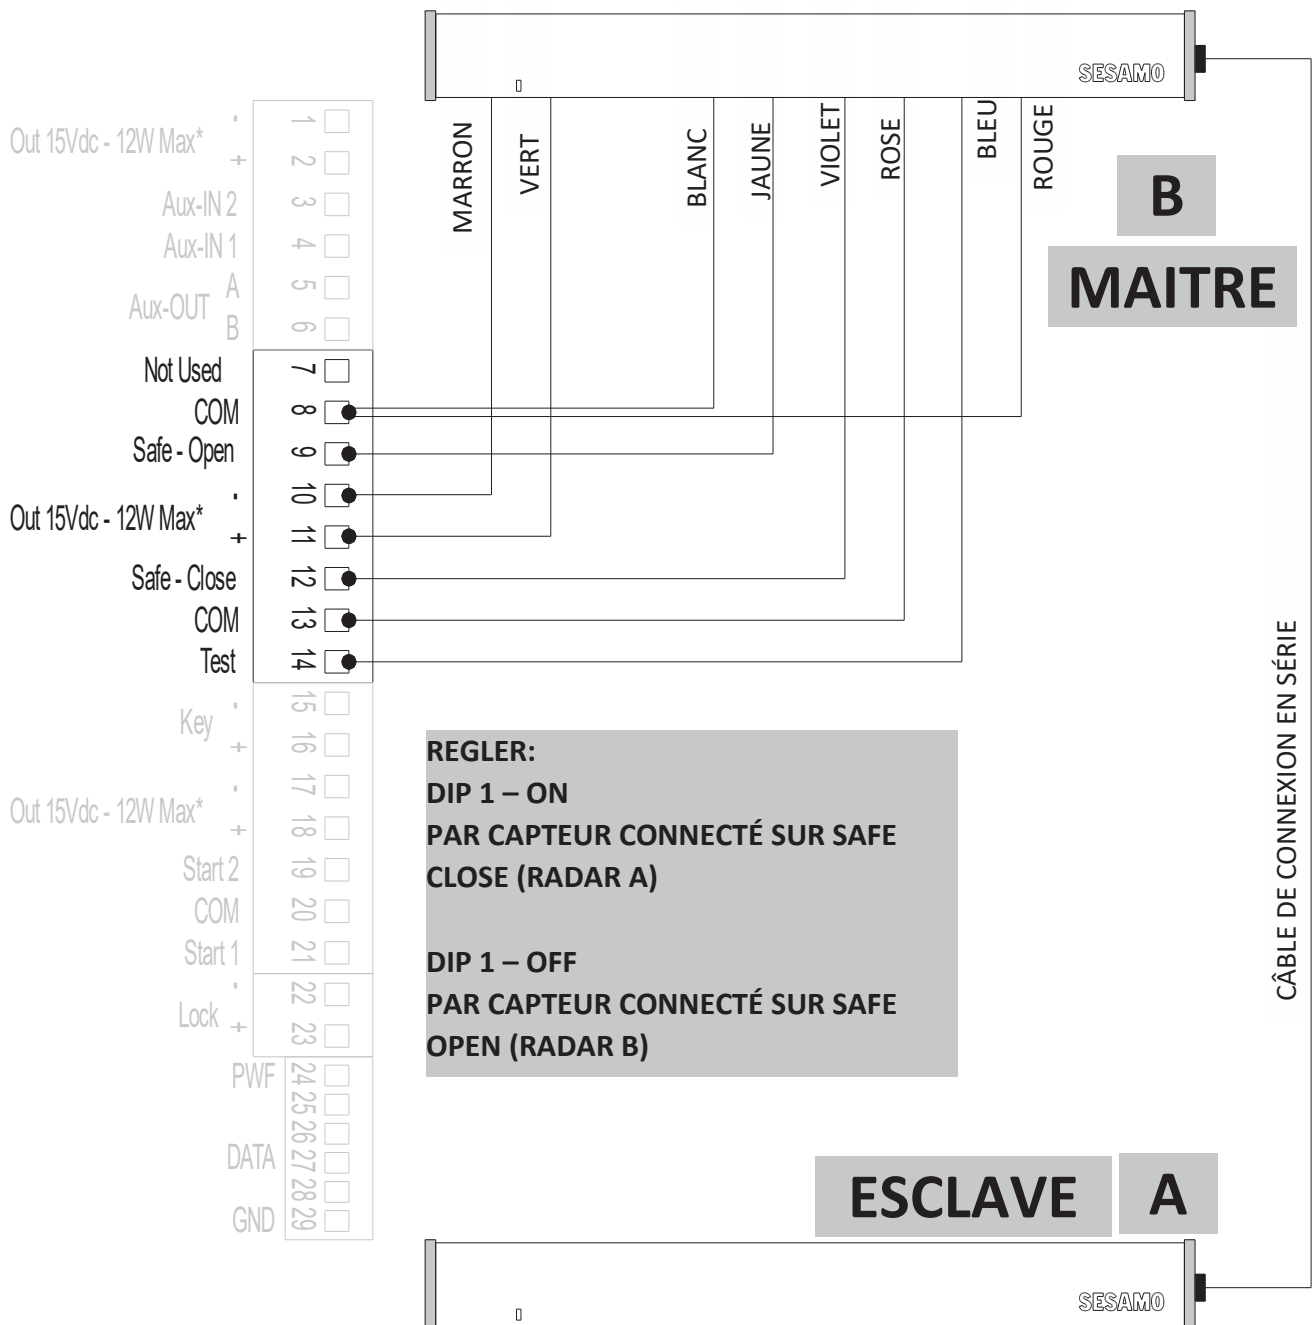 SESAMO
MARRON
VERT
BLANC
JAUNE
VIOLET
ROSE
BLEU
ROUGE
B
MAITRE
Out 15Vdc - 12W Max*
- 1
+ 2
Aux-IN 2 3
Aux-IN 1 4
Aux-OUT
A 5
B 6
Not Used 7
COM 8
Safe - Open 9
- 10
Out 15Vdc - 12W Max*
+ 11
Safe - Close 12
COM 13
Test 14
Key
- 15
+ 16
Out 15Vdc - 12W Max*
- 17
+ 18
Start 2 19
COM 20
Start 1 21
Lock
- 22
+ 23
PWF 24
25
26
DATA 27
28
GND 29
REGLER:
DIP 1 – ON
PAR CAPTEUR CONNECTÉ SUR SAFE
CLOSE (RADAR A)
DIP 1 – OFF
PAR CAPTEUR CONNECTÉ SUR SAFE
OPEN (RADAR B)
CÂBLE DE CONNEXION EN SÉRIE
ESCLAVE A
SESAMO